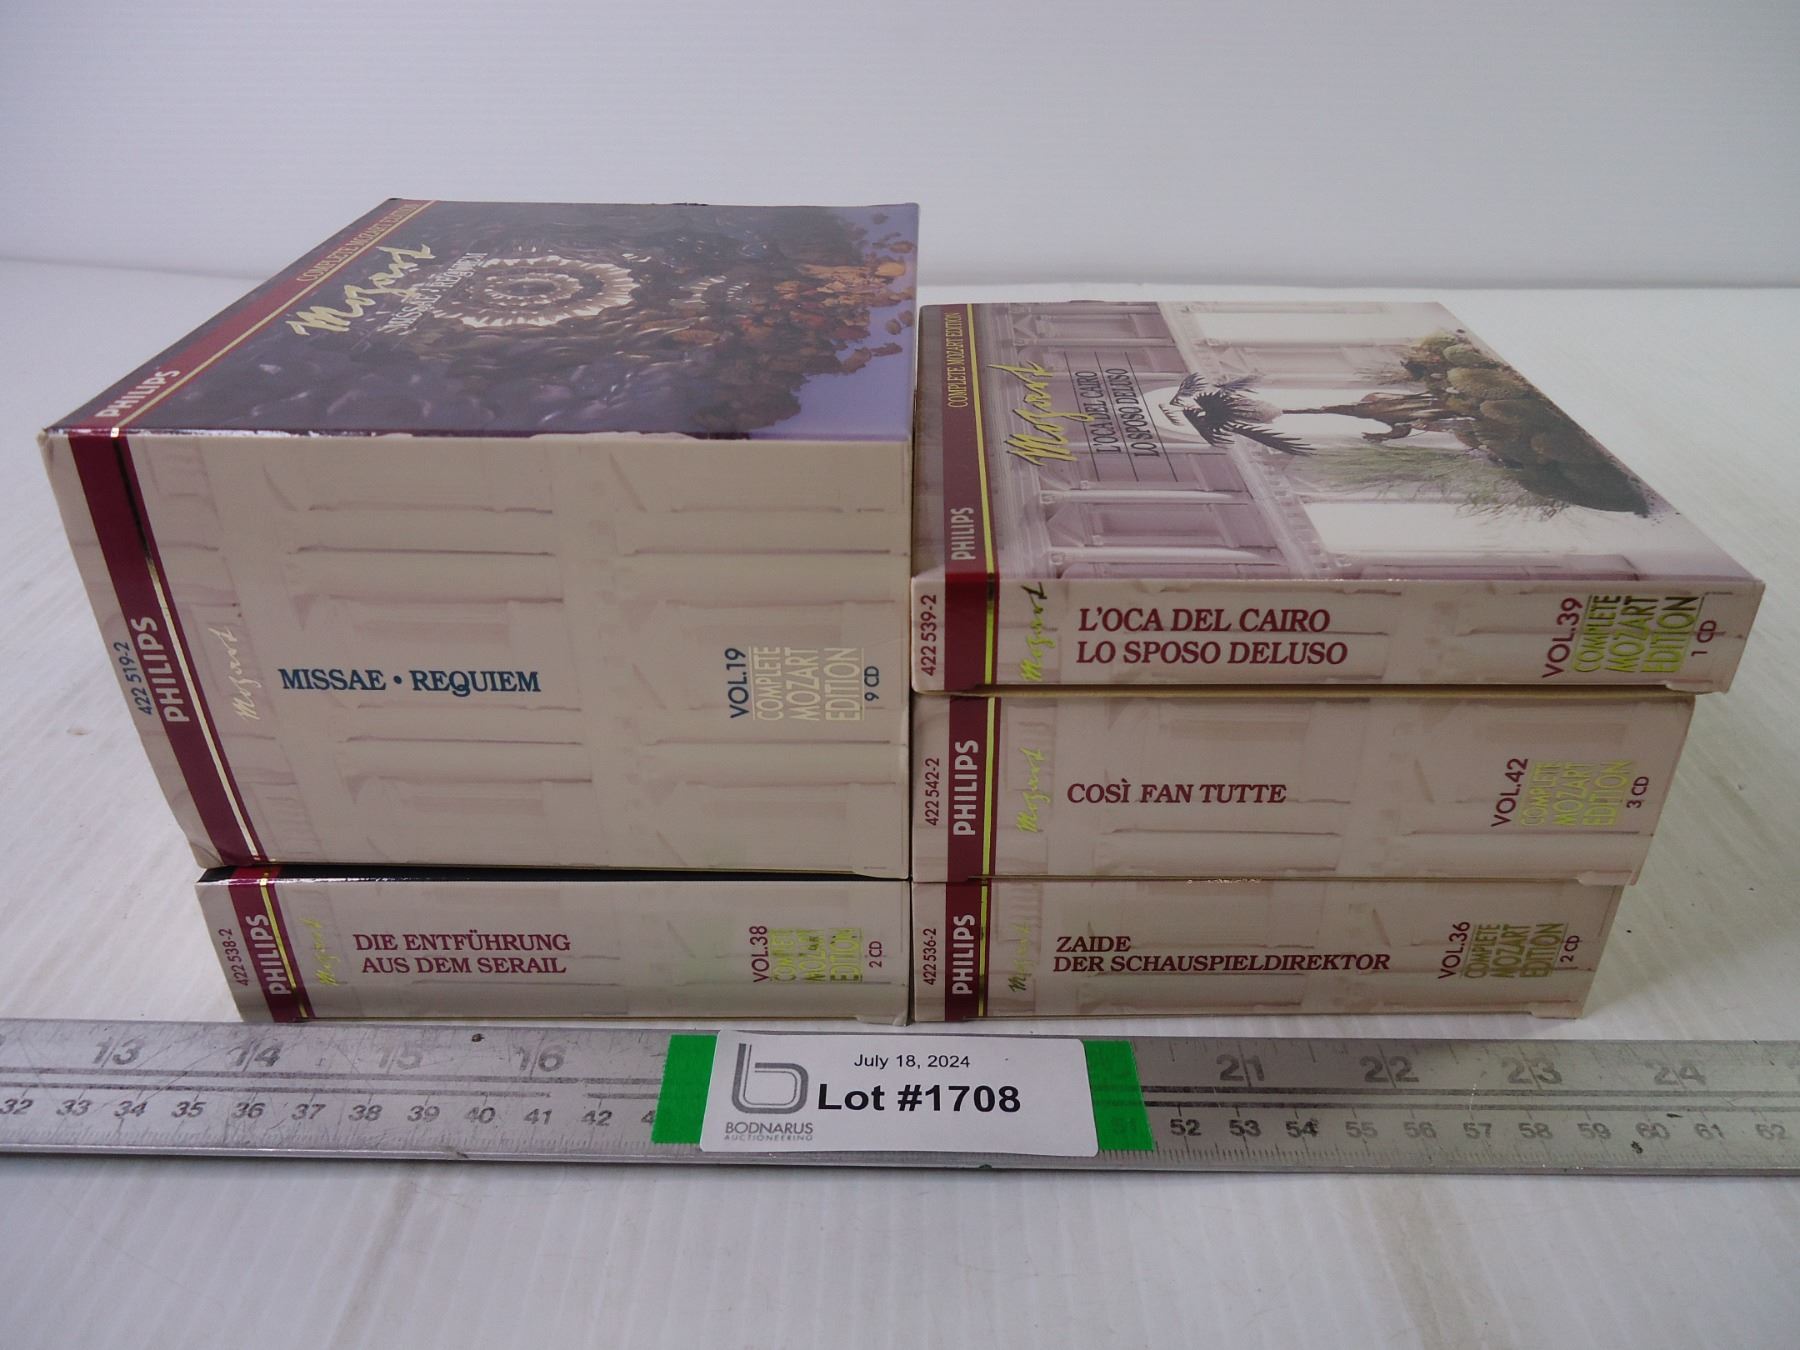 COMPLETE MOZART EDITION
Mozart
MISSAE • REQUIEM
PHILIPS
422 519-2
PHILIPS
Mozart
MISSAE • REQUIEM
VOL.19
COMPLETE
MOZART
EDITION
9 CD
422 538-2
PHILIPS
Mozart
DIE ENTFÜHRUNG
AUS DEM SERAIL
VOL.38
COMPLETE
MOZART
EDITION
2 CD
COMPLETE MOZART EDITION
Mozart
L'OCA DEL CAIRO
LO SPOSO DELUSO
PHILIPS
422 539-2
Mozart
L'OCA DEL CAIRO
LO SPOSO DELUSO
VOL.39
COMPLETE
MOZART
EDITION
1 CD
422 542-2
PHILIPS
Mozart
COSÌ FAN TUTTE
VOL.42
COMPLETE
MOZART
EDITION
3 CD
422 536-2
PHILIPS
Mozart
ZAIDE
DER SCHAUSPIELDIREKTOR
VOL.36
COMPLETE
MOZART
EDITION
2 CD
13 14 15 16 21 22 23 24
32 33 34 35 36 37 38 39 40 41 42 51 52 53 54 55 56 57 58 59 60 61 62
July 18, 2024
Lot #1708
BODNARUS
AUCTIONEERING